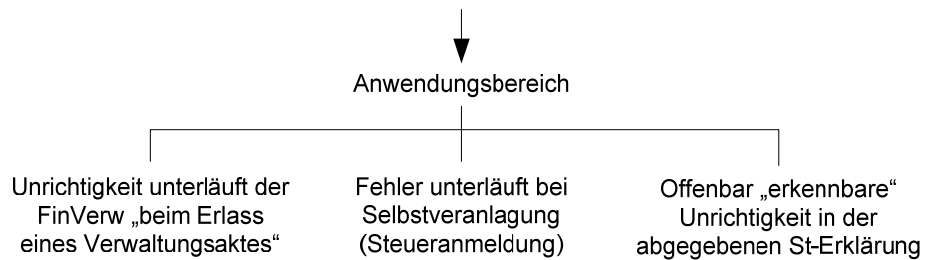 Anwendungsbereich
Unrichtigkeit unterläuft der
FinVerw „beim Erlass
eines Verwaltungsaktes“
Fehler unterläuft bei
Selbstveranlagung
(Steueranmeldung)
Offenbar „erkennbare“
Unrichtigkeit in der
abgegebenen St-Erklärung